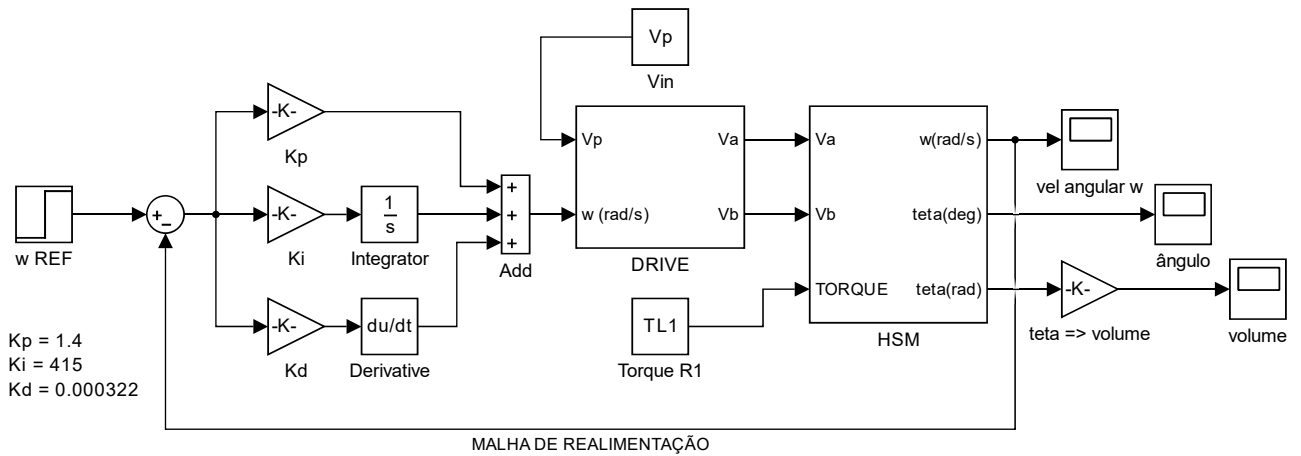 Vp
Vin
-K-
Kp
w REF
+
−
-K-
Ki
1
s
Integrator
-K-
Kd
du/dt
Derivative
+
+
+
Add
Vp
w (rad/s)
Va
Vb
DRIVE
TL1
Torque R1
Va
Vb
TORQUE
w(rad/s)
teta(deg)
teta(rad)
HSM
vel angular w
ângulo
-K-
teta => volume
volume
Kp = 1.4
Ki = 415
Kd = 0.000322
MALHA DE REALIMENTAÇÃO